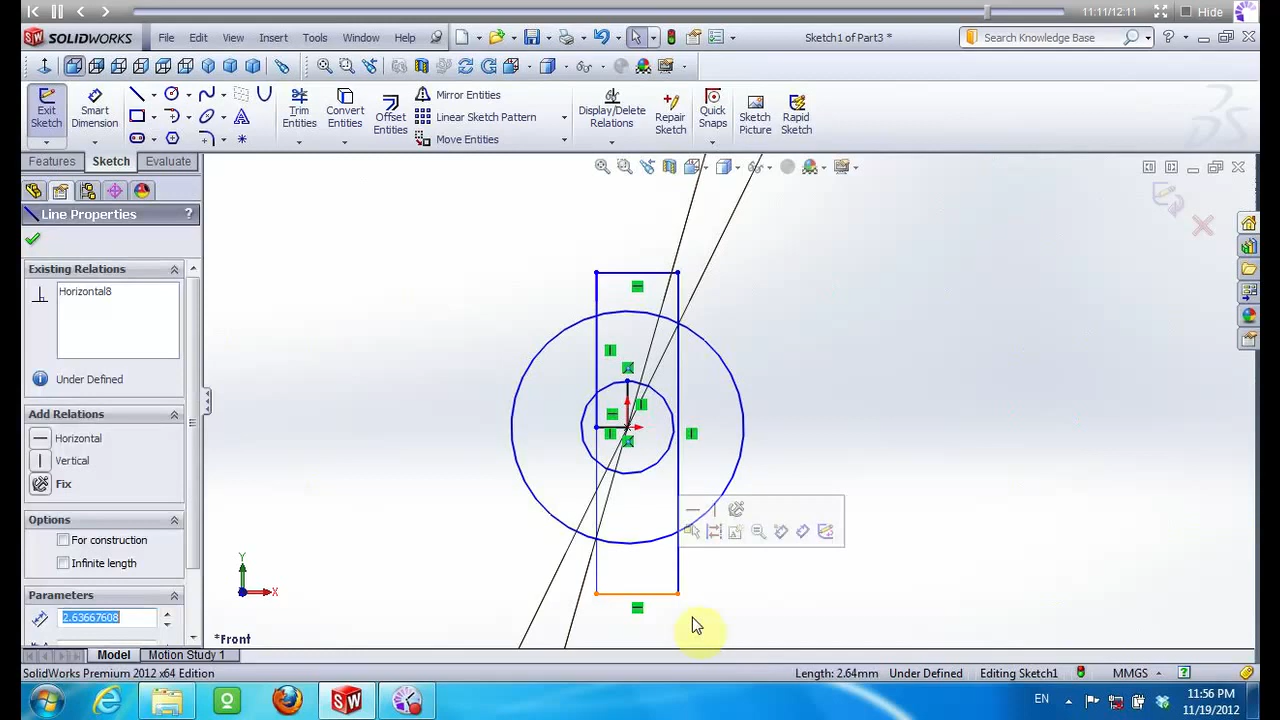 11:11/12:11
Hide
SOLIDWORKS
File Edit View Insert Tools Window Help
Sketch1 of Part3 *
Search Knowledge Base
Exit Sketch
Smart Dimension
Trim Entities
Convert Entities
Offset Entities
Mirror Entities
Linear Sketch Pattern
Move Entities
Display/Delete Relations
Repair Sketch
Quick Snaps
Sketch Picture
Rapid Sketch
Features Sketch Evaluate
Line Properties ?
Existing Relations
Horizontal8
Under Defined
Add Relations
Horizontal
Vertical
Fix
Options
For construction
Infinite length
Parameters
2.63667608
Y
X
*Front
Model Motion Study 1
SolidWorks Premium 2012 x64 Edition
Length: 2.64mm Under Defined Editing Sketch1 MMGS
EN
11:56 PM
11/19/2012